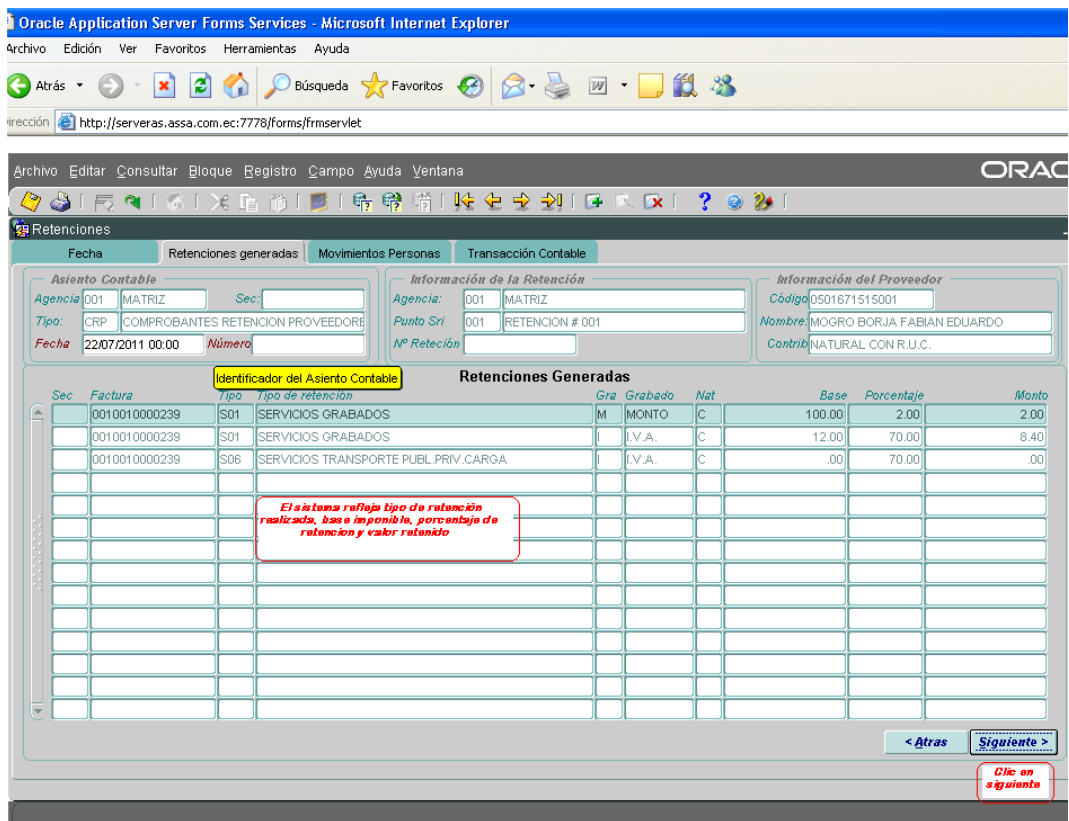 Oracle Application Server Forms Services - Microsoft Internet Explorer
Archivo Edición Ver Favoritos Herramientas Ayuda
Atrás Búsqueda Favoritos
irección http://serveras.assa.com.ec:7778/forms/frmservlet
Archivo Editar Consultar Bloque Registro Campo Ayuda Ventana ORAC
Retenciones
Fecha Retenciones generadas Movimientos Personas Transacción Contable
Asiento Contable Información de la Retención Información del Proveedor
Agencia 001 MATRIZ Sec: Agencia: 001 MATRIZ Código 0501671515001
Tipo: CRP COMPROBANTES RETENCION PROVEEDORE Punto Sri 001 RETENCION # 001 Nombre: MOGRO BORJA FABIAN EDUARDO
Fecha 22/07/2011 00:00 Número Nº Reteción Contrib NATURAL CON R.U.C.
Identificador del Asiento Contable Retenciones Generadas
Sec Factura Tipo Tipo de retención Gra Grabado Nat Base Porcentaje Monto
0010010000239 S01 SERVICIOS GRABADOS M MONTO C 100.00 2.00 2.00
0010010000239 S01 SERVICIOS GRABADOS I I.V.A. C 12.00 70.00 8.40
0010010000239 S06 SERVICIOS TRANSPORTE PUBL.PRIV.CARGA I I.V.A. C .00 70.00 .00
El sistema refleja tipo de retención
realizada, base imponible, porcentaje de
retencion y valor retenido
< Atras Siguiente >
Clic en
siguiente